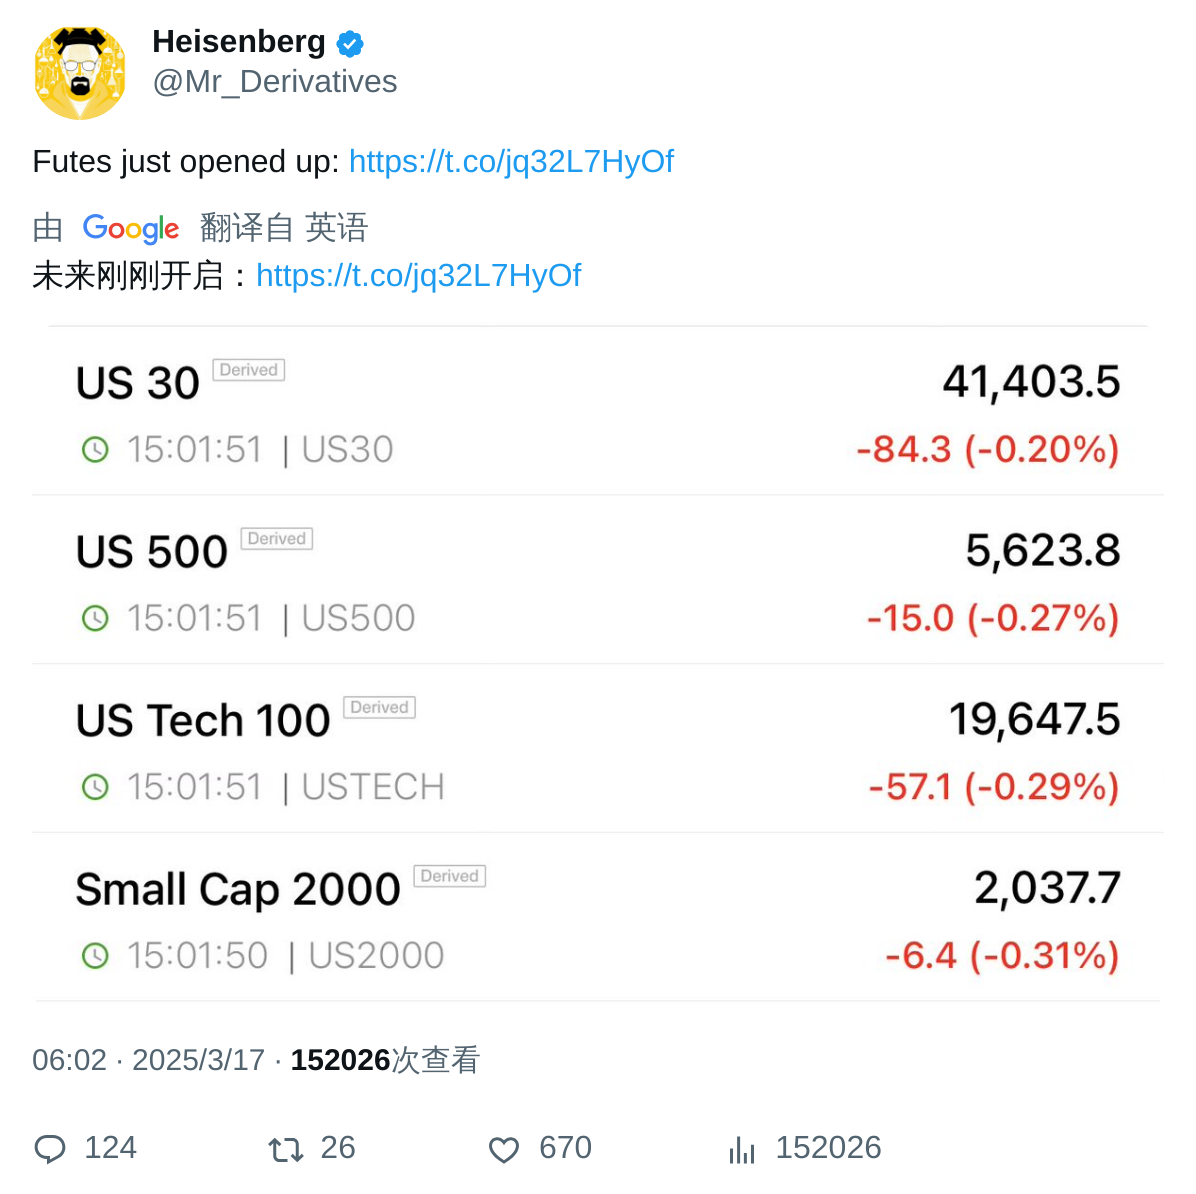 Heisenberg
@Mr_Derivatives
Futes just opened up: https://t.co/jq32L7HyOf
由 Google 翻译自 英语
未来刚刚开启：https://t.co/jq32L7HyOf
US 30 Derived 41,403.5
15:01:51 | US30 -84.3 (-0.20%)
US 500 Derived 5,623.8
15:01:51 | US500 -15.0 (-0.27%)
US Tech 100 Derived 19,647.5
15:01:51 | USTECH -57.1 (-0.29%)
Small Cap 2000 Derived 2,037.7
15:01:50 | US2000 -6.4 (-0.31%)
06:02 · 2025/3/17 · 152026次查看
124 26 670 152026